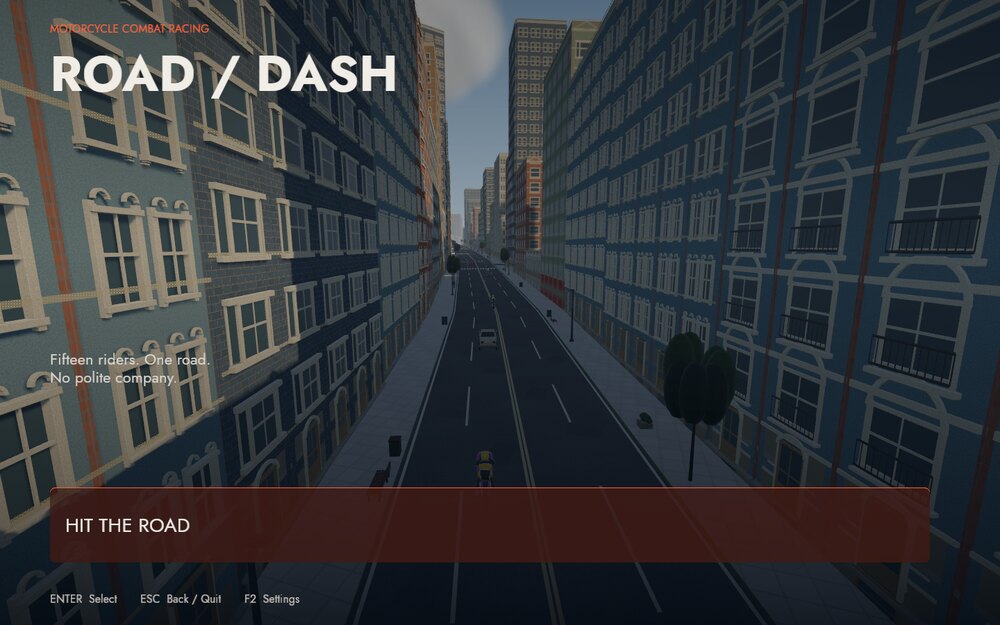 MOTORCYCLE COMBAT RACING
ROAD / DASH
Fifteen riders. One road.
No polite company.
HIT THE ROAD
ENTER Select ESC Back / Quit F2 Settings